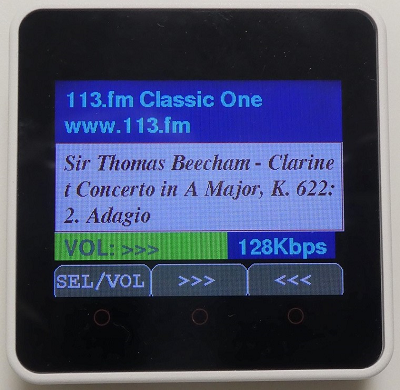 113.fm Classic One
www.113.fm
Sir Thomas Beecham - Clarine
t Concerto in A Major, K. 622:
2. Adagio
VOL: >>> 128Kbps
SEL/VOL >>> <<<